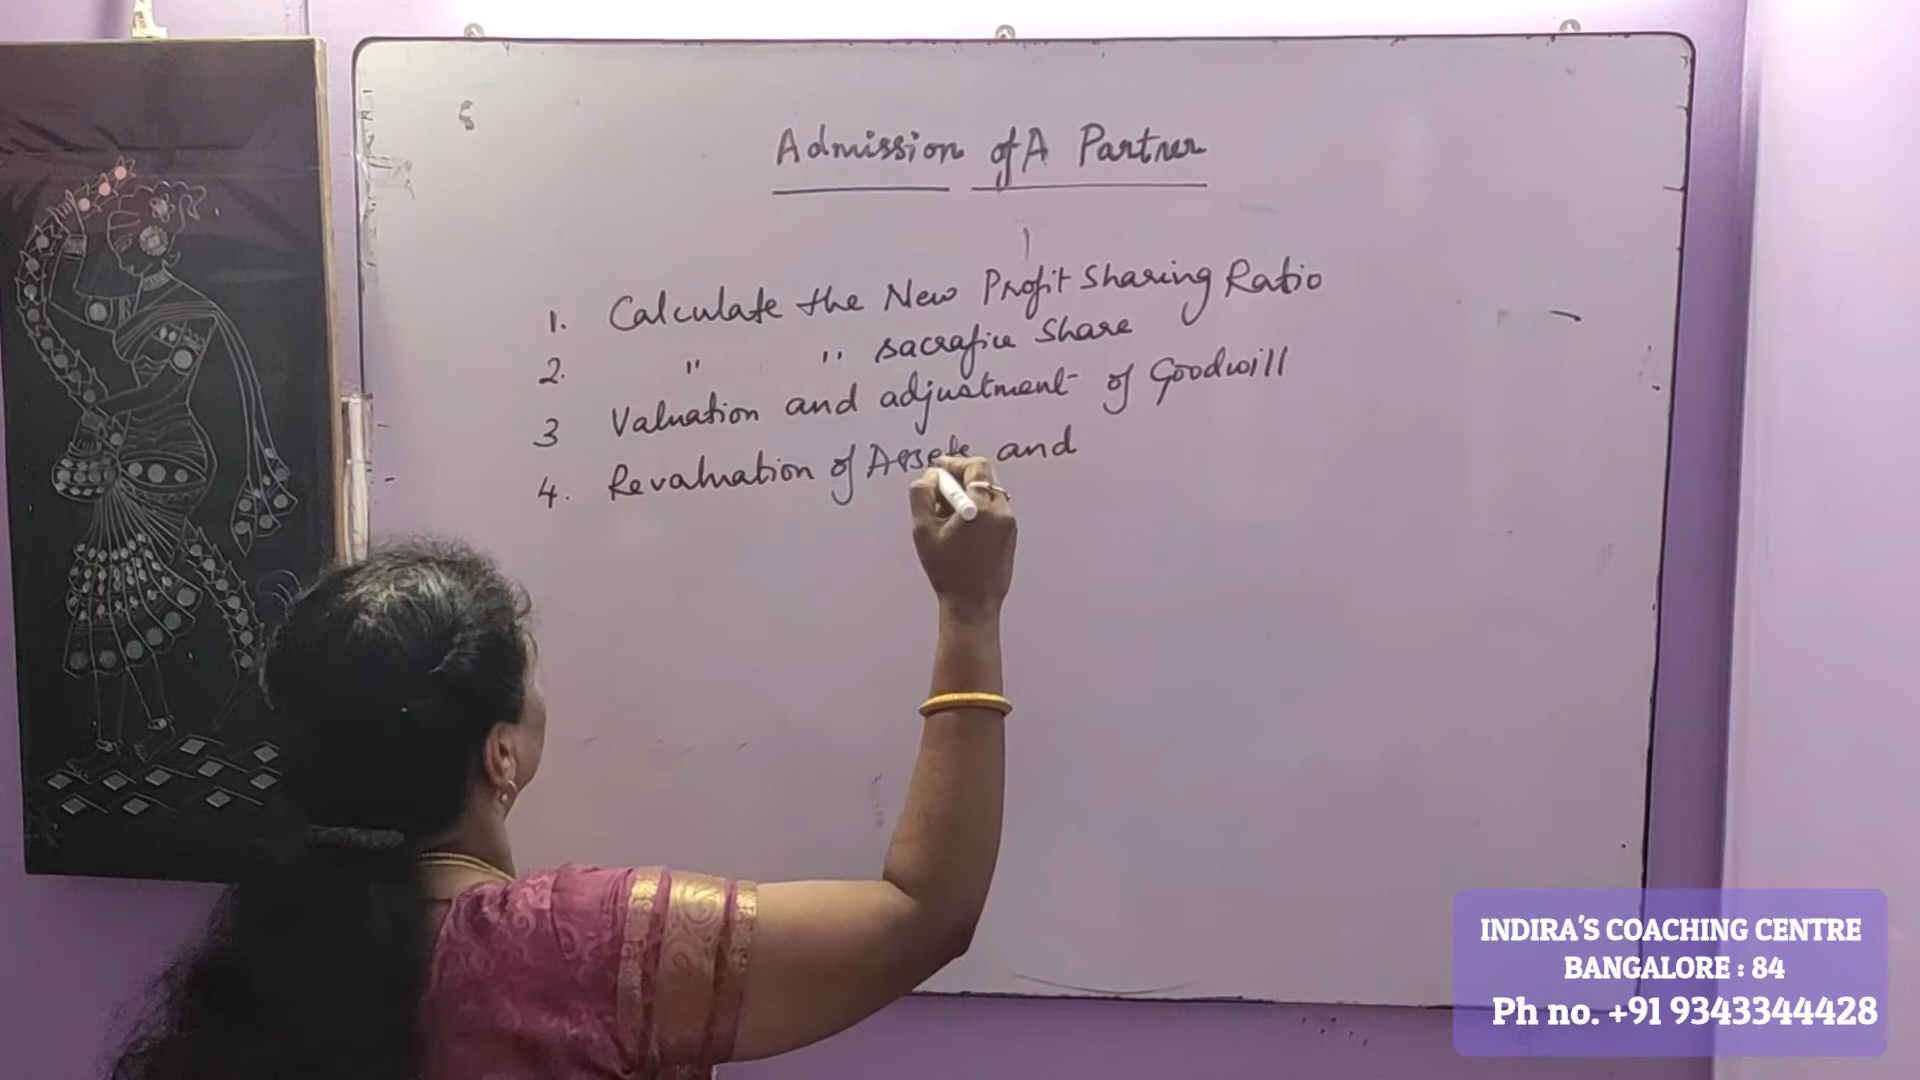 Admission of A Partner
1. Calculate the New Profit Sharing Ratio
2. " " sacrafice Share
3 Valuation and adjustment of Goodwill
4. Revaluation of Assets and
INDIRA'S COACHING CENTRE
BANGALORE : 84
Ph no. +91 9343344428